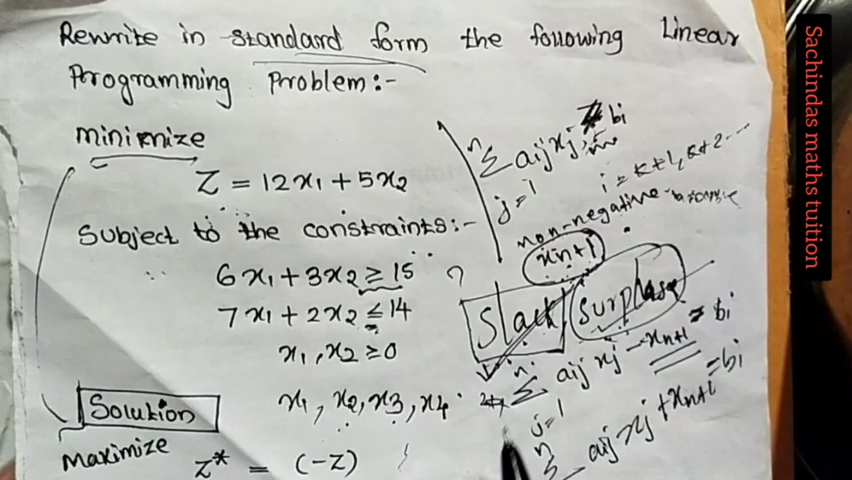 Rewrite in standard form the following Linear
Programming Problem:-
minimize
Z = 12x1 + 5x2
Subject to the constraints:-
6x1 + 3x2 ≥ 15
7x1 + 2x2 ≤ 14
x1, x2 ≥ 0
x1, x2, x3, x4
Solution
Maximize
Z* = (-Z)
n
Σ aij xj bi
j=1
i = k+1, k+2...
non-negative
xn+1
Slack Surplus
n
Σ aij xj - xn+1 = bi
j=1
n
Σ aij xj + xn+i = bi
Sachindas maths tuition